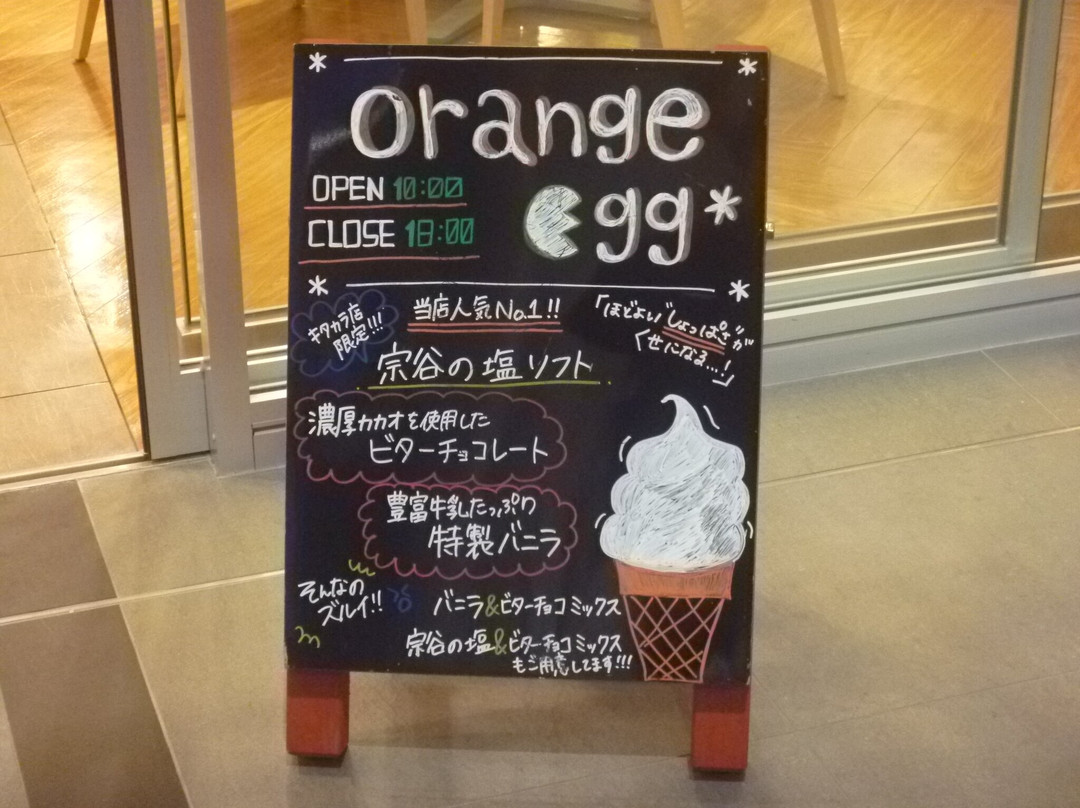 orange
egg
OPEN 10:00
CLOSE 18:00
キタカラ店
限定!!!
当店人気No.1!!
「ほどよい"しょっぱさ"が
くせになる…!」
宗谷の塩ソフト
濃厚カカオを使用した
ビターチョコレート
豊富牛乳たっぷり
特製バニラ
そんなの
ズルイ!!
バニラ&ビターチョコミックス
宗谷の塩&ビターチョコミックス
もご用意してます!!!